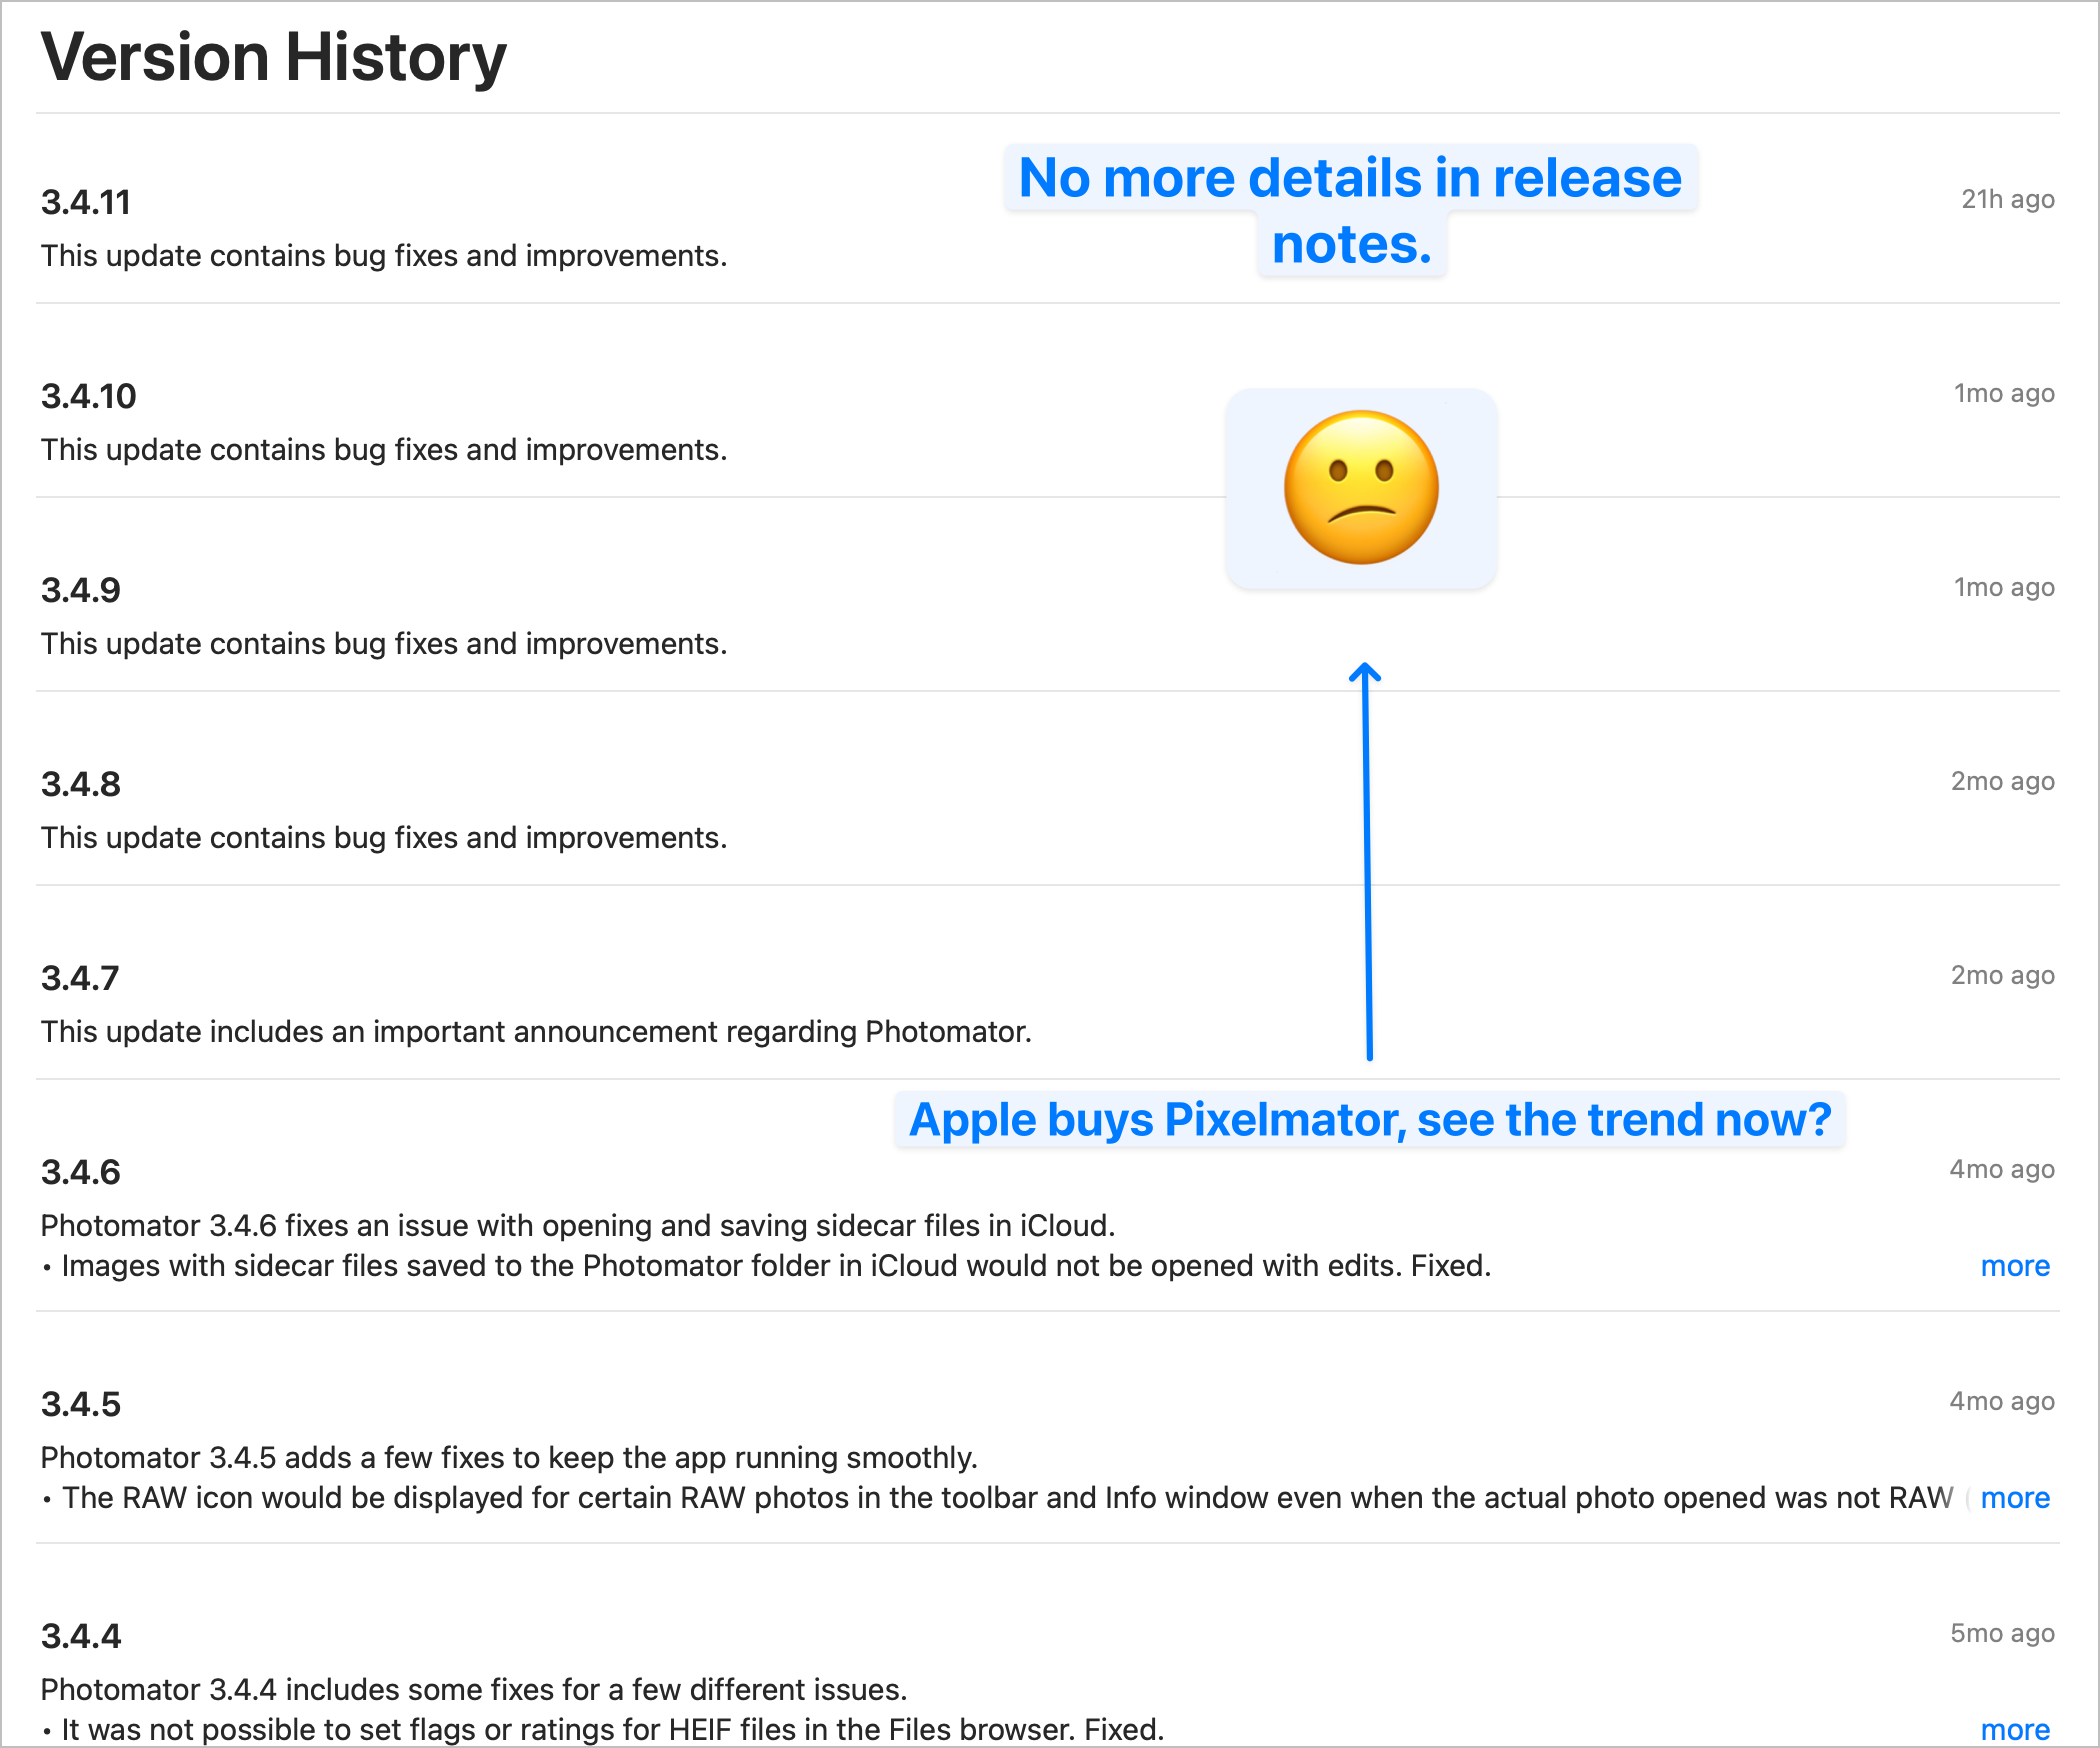 Version History
No more details in release
notes.
3.4.11
21h ago
This update contains bug fixes and improvements.
3.4.10
1mo ago
This update contains bug fixes and improvements.
3.4.9
1mo ago
This update contains bug fixes and improvements.
3.4.8
2mo ago
This update contains bug fixes and improvements.
3.4.7
2mo ago
This update includes an important announcement regarding Photomator.
Apple buys Pixelmator, see the trend now?
3.4.6
4mo ago
Photomator 3.4.6 fixes an issue with opening and saving sidecar files in iCloud.
• Images with sidecar files saved to the Photomator folder in iCloud would not be opened with edits. Fixed.
more
3.4.5
4mo ago
Photomator 3.4.5 adds a few fixes to keep the app running smoothly.
• The RAW icon would be displayed for certain RAW photos in the toolbar and Info window even when the actual photo opened was not RAW (
more
3.4.4
5mo ago
Photomator 3.4.4 includes some fixes for a few different issues.
• It was not possible to set flags or ratings for HEIF files in the Files browser. Fixed.
more